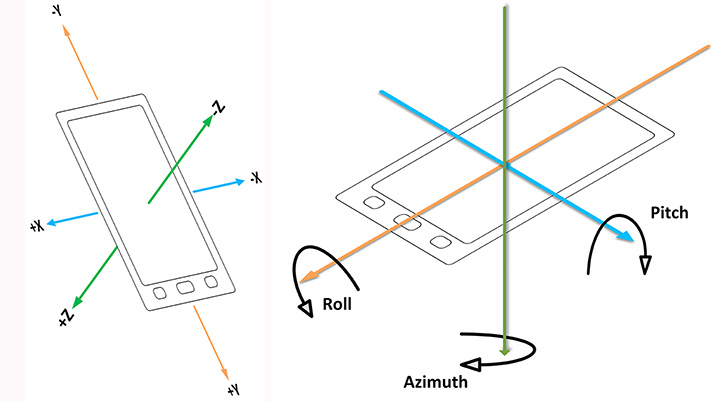 -Y
-Z
-X
+X
+Z
+Y
Pitch
Roll
Azimuth